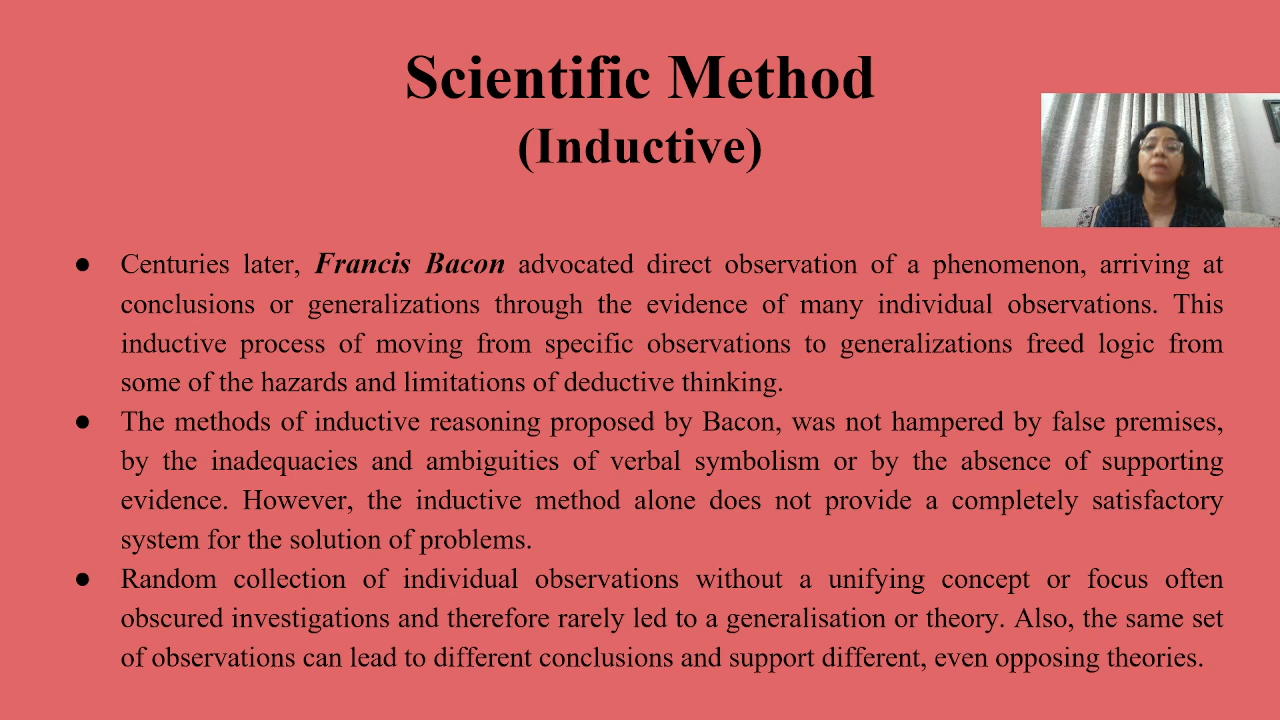 Scientific Method
(Inductive)
● Centuries later, Francis Bacon advocated direct observation of a phenomenon, arriving at
conclusions or generalizations through the evidence of many individual observations. This
inductive process of moving from specific observations to generalizations freed logic from
some of the hazards and limitations of deductive thinking.
● The methods of inductive reasoning proposed by Bacon, was not hampered by false premises,
by the inadequacies and ambiguities of verbal symbolism or by the absence of supporting
evidence. However, the inductive method alone does not provide a completely satisfactory
system for the solution of problems.
● Random collection of individual observations without a unifying concept or focus often
obscured investigations and therefore rarely led to a generalisation or theory. Also, the same set
of observations can lead to different conclusions and support different, even opposing theories.